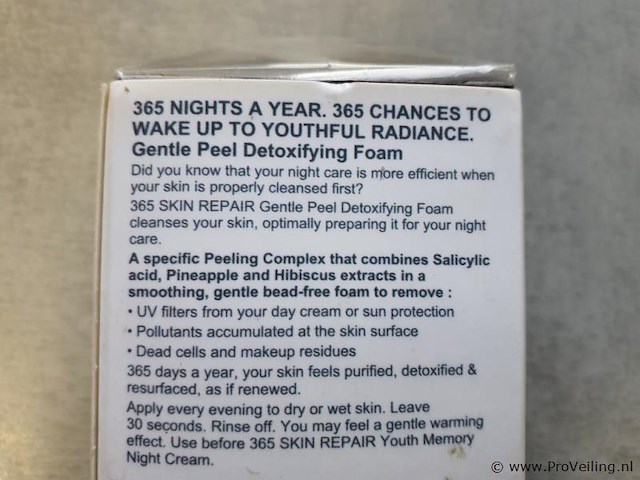 365 NIGHTS A YEAR. 365 CHANCES TO
WAKE UP TO YOUTHFUL RADIANCE.
Gentle Peel Detoxifying Foam
Did you know that your night care is more efficient when
your skin is properly cleansed first?
365 SKIN REPAIR Gentle Peel Detoxifying Foam
cleanses your skin, optimally preparing it for your night
care.
A specific Peeling Complex that combines Salicylic
acid, Pineapple and Hibiscus extracts in a
smoothing, gentle bead-free foam to remove :
• UV filters from your day cream or sun protection
• Pollutants accumulated at the skin surface
• Dead cells and makeup residues
365 days a year, your skin feels purified, detoxified &
resurfaced, as if renewed.
Apply every evening to dry or wet skin. Leave
30 seconds. Rinse off. You may feel a gentle warming
effect. Use before 365 SKIN REPAIR Youth Memory
Night Cream.
© www.ProVeiling.nl